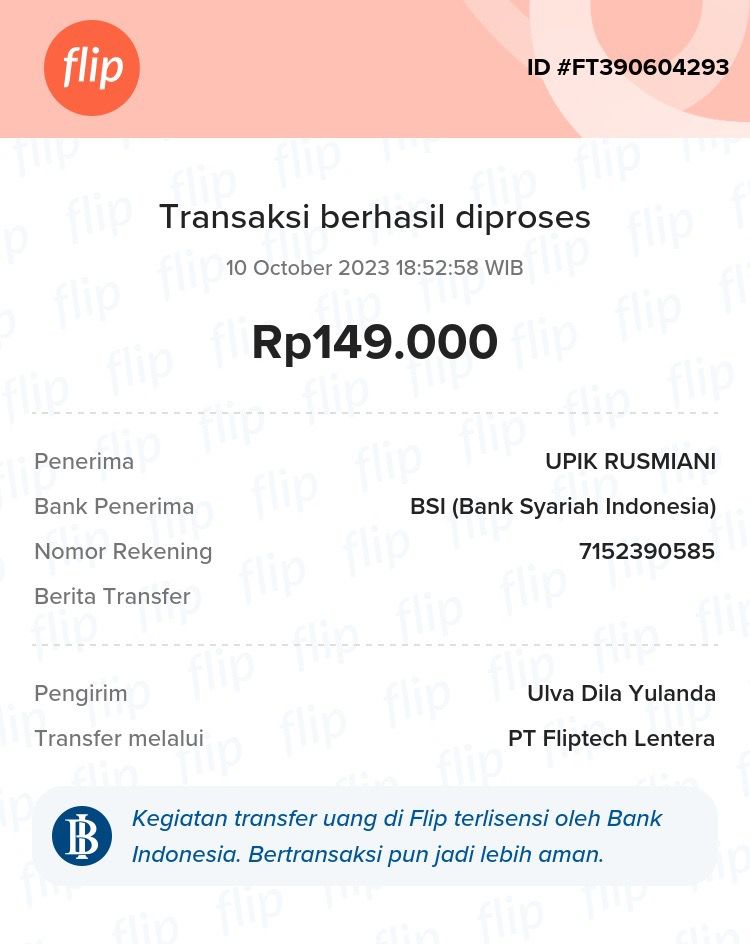 flip
ID #FT390604293
Transaksi berhasil diproses
10 October 2023 18:52:58 WIB
Rp149.000
Penerima UPIK RUSMIANI
Bank Penerima BSI (Bank Syariah Indonesia)
Nomor Rekening 7152390585
Berita Transfer
Pengirim Ulva Dila Yulanda
Transfer melalui PT Fliptech Lentera
Kegiatan transfer uang di Flip terlisensi oleh Bank
Indonesia. Bertransaksi pun jadi lebih aman.